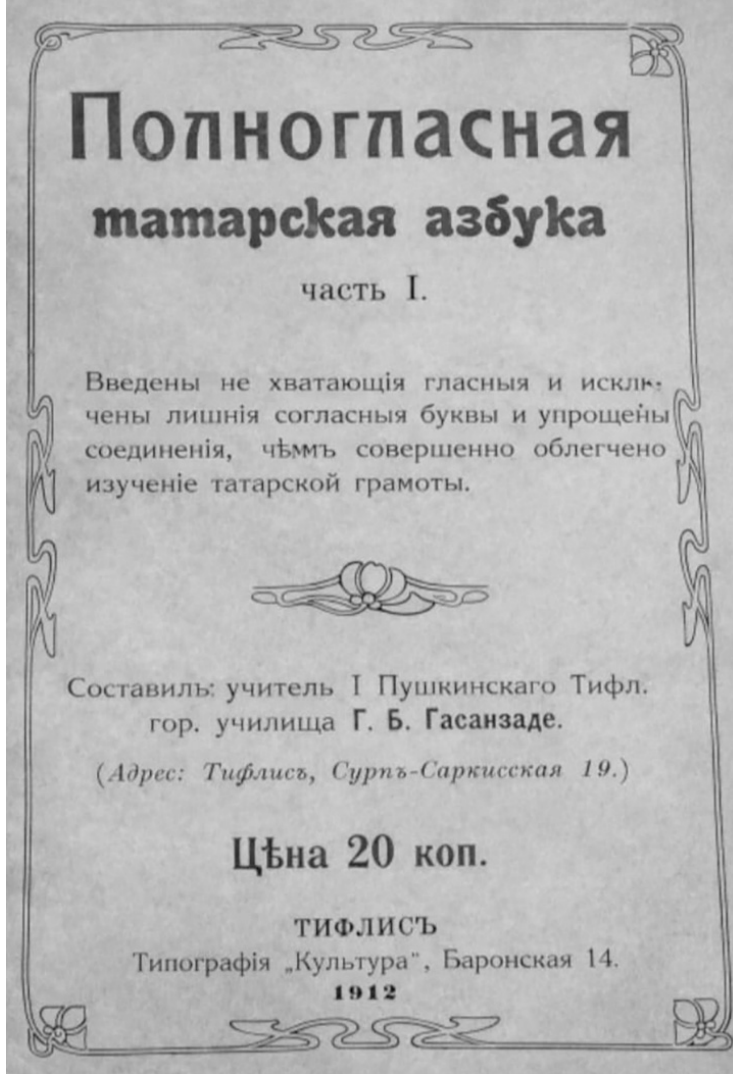 Полногласная
татарская азбука
часть I.
Введены не хватающія гласныя и исклю-
чены лишнія согласныя буквы и упрощены
соединенія, чѣммъ совершенно облегчено
изученіе татарской грамоты.
Составиль: учитель I Пушкинскаго Тифл.
гор. училища Г. Б. Гасанзаде.
(Адрес: Тифлисъ, Сурпъ-Саркисская 19.)
Цѣна 20 коп.
ТИФЛИСЪ
Типографія „Культура“, Баронская 14.
1912